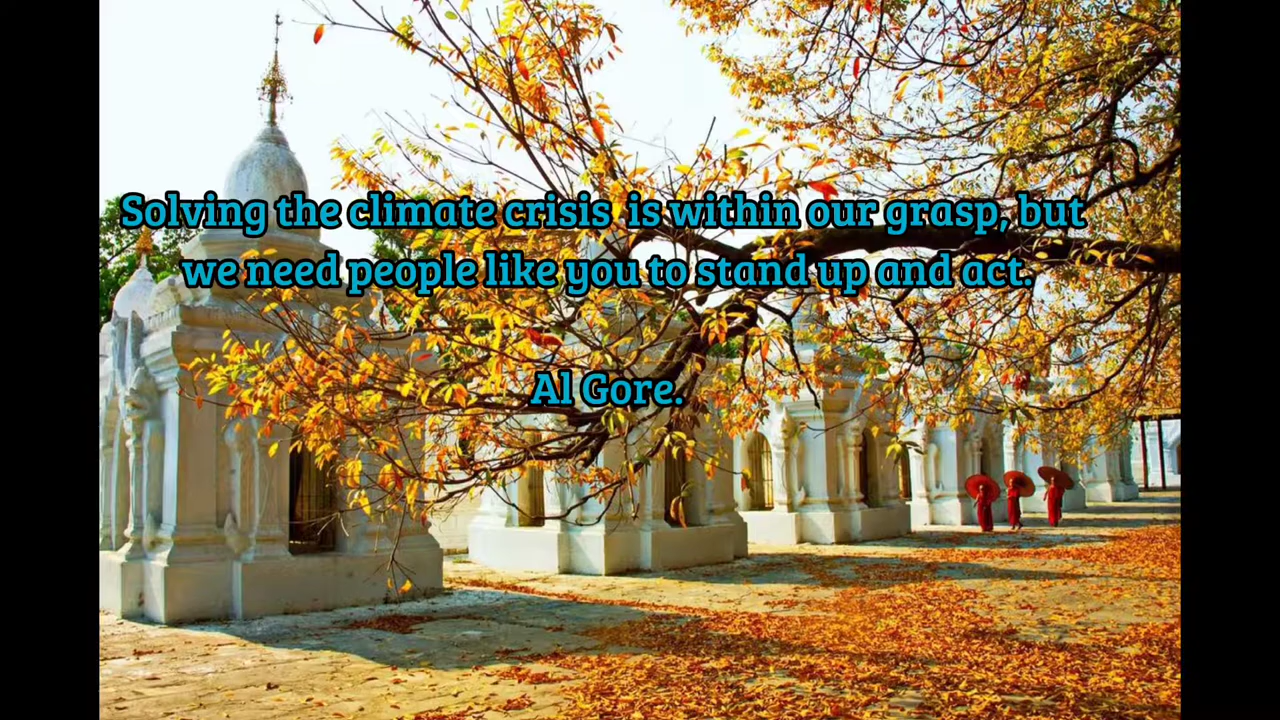 Solving the climate crisis  is within our grasp, but
we need people like you to stand up and act.
Al Gore.